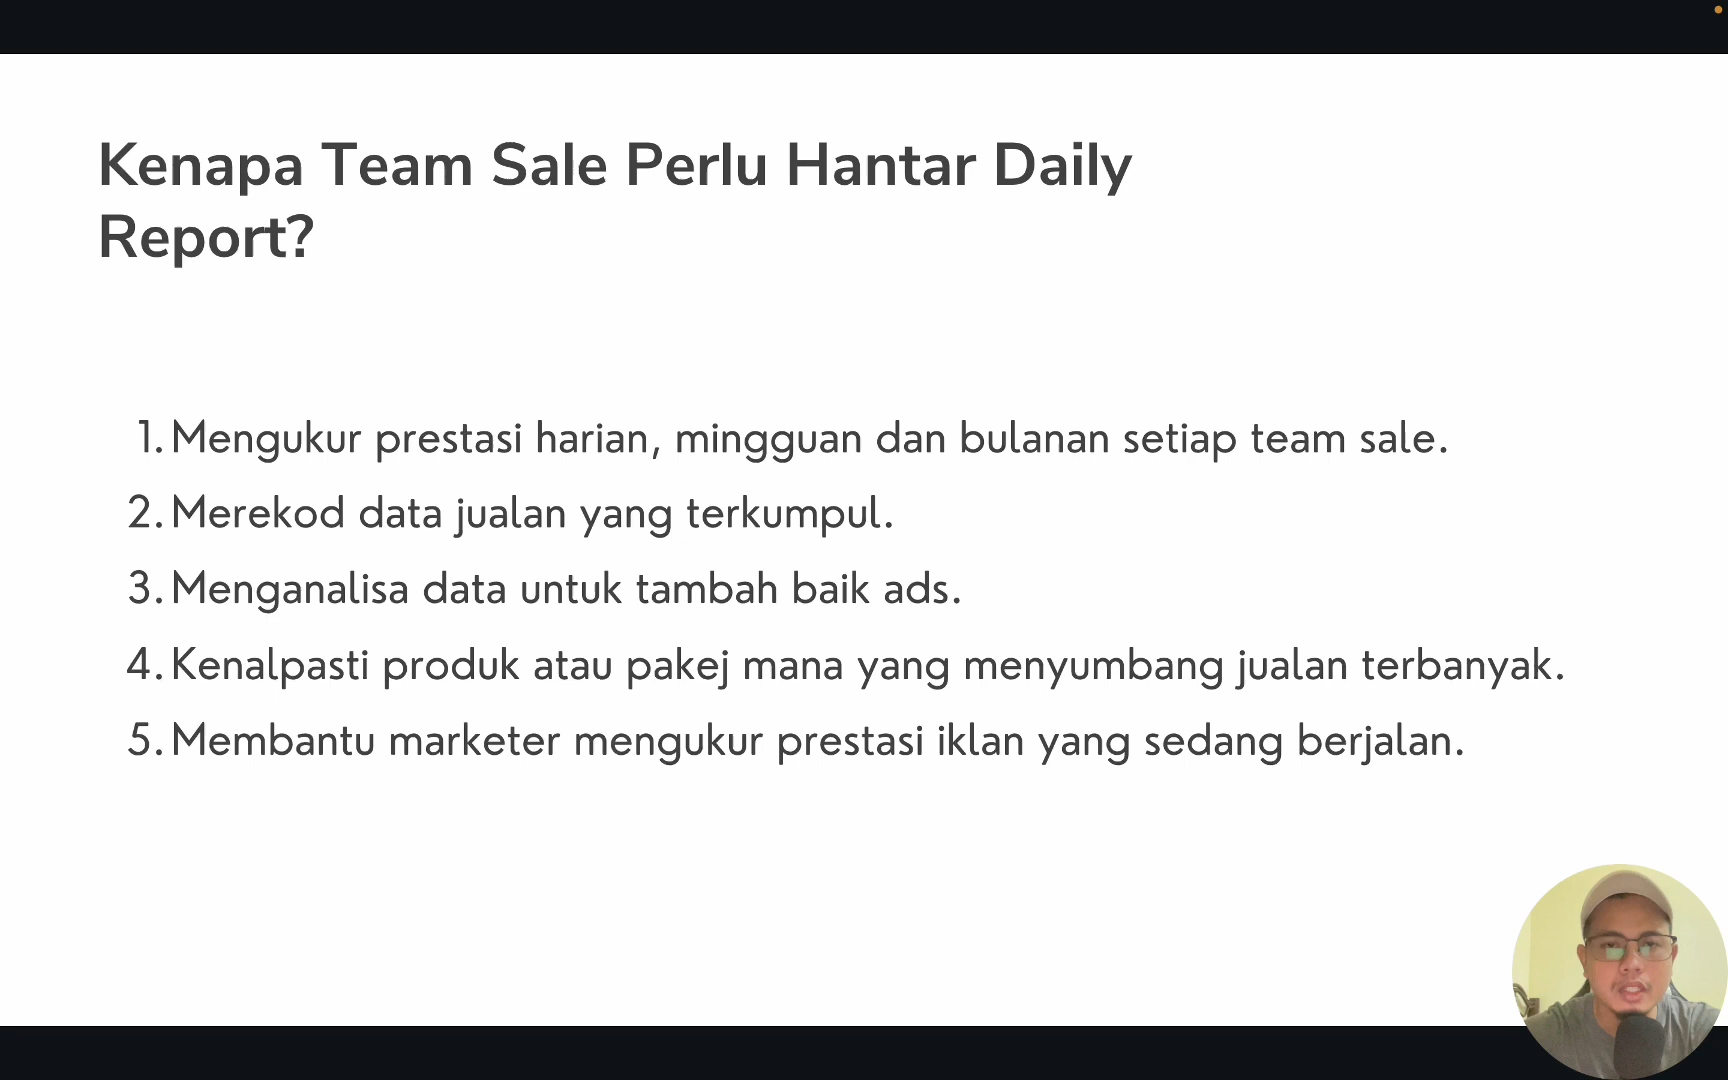 Kenapa Team Sale Perlu Hantar Daily
Report?
1. Mengukur prestasi harian, mingguan dan bulanan setiap team sale.
2. Merekod data jualan yang terkumpul.
3. Menganalisa data untuk tambah baik ads.
4. Kenalpasti produk atau pakej mana yang menyumbang jualan terbanyak.
5. Membantu marketer mengukur prestasi iklan yang sedang berjalan.